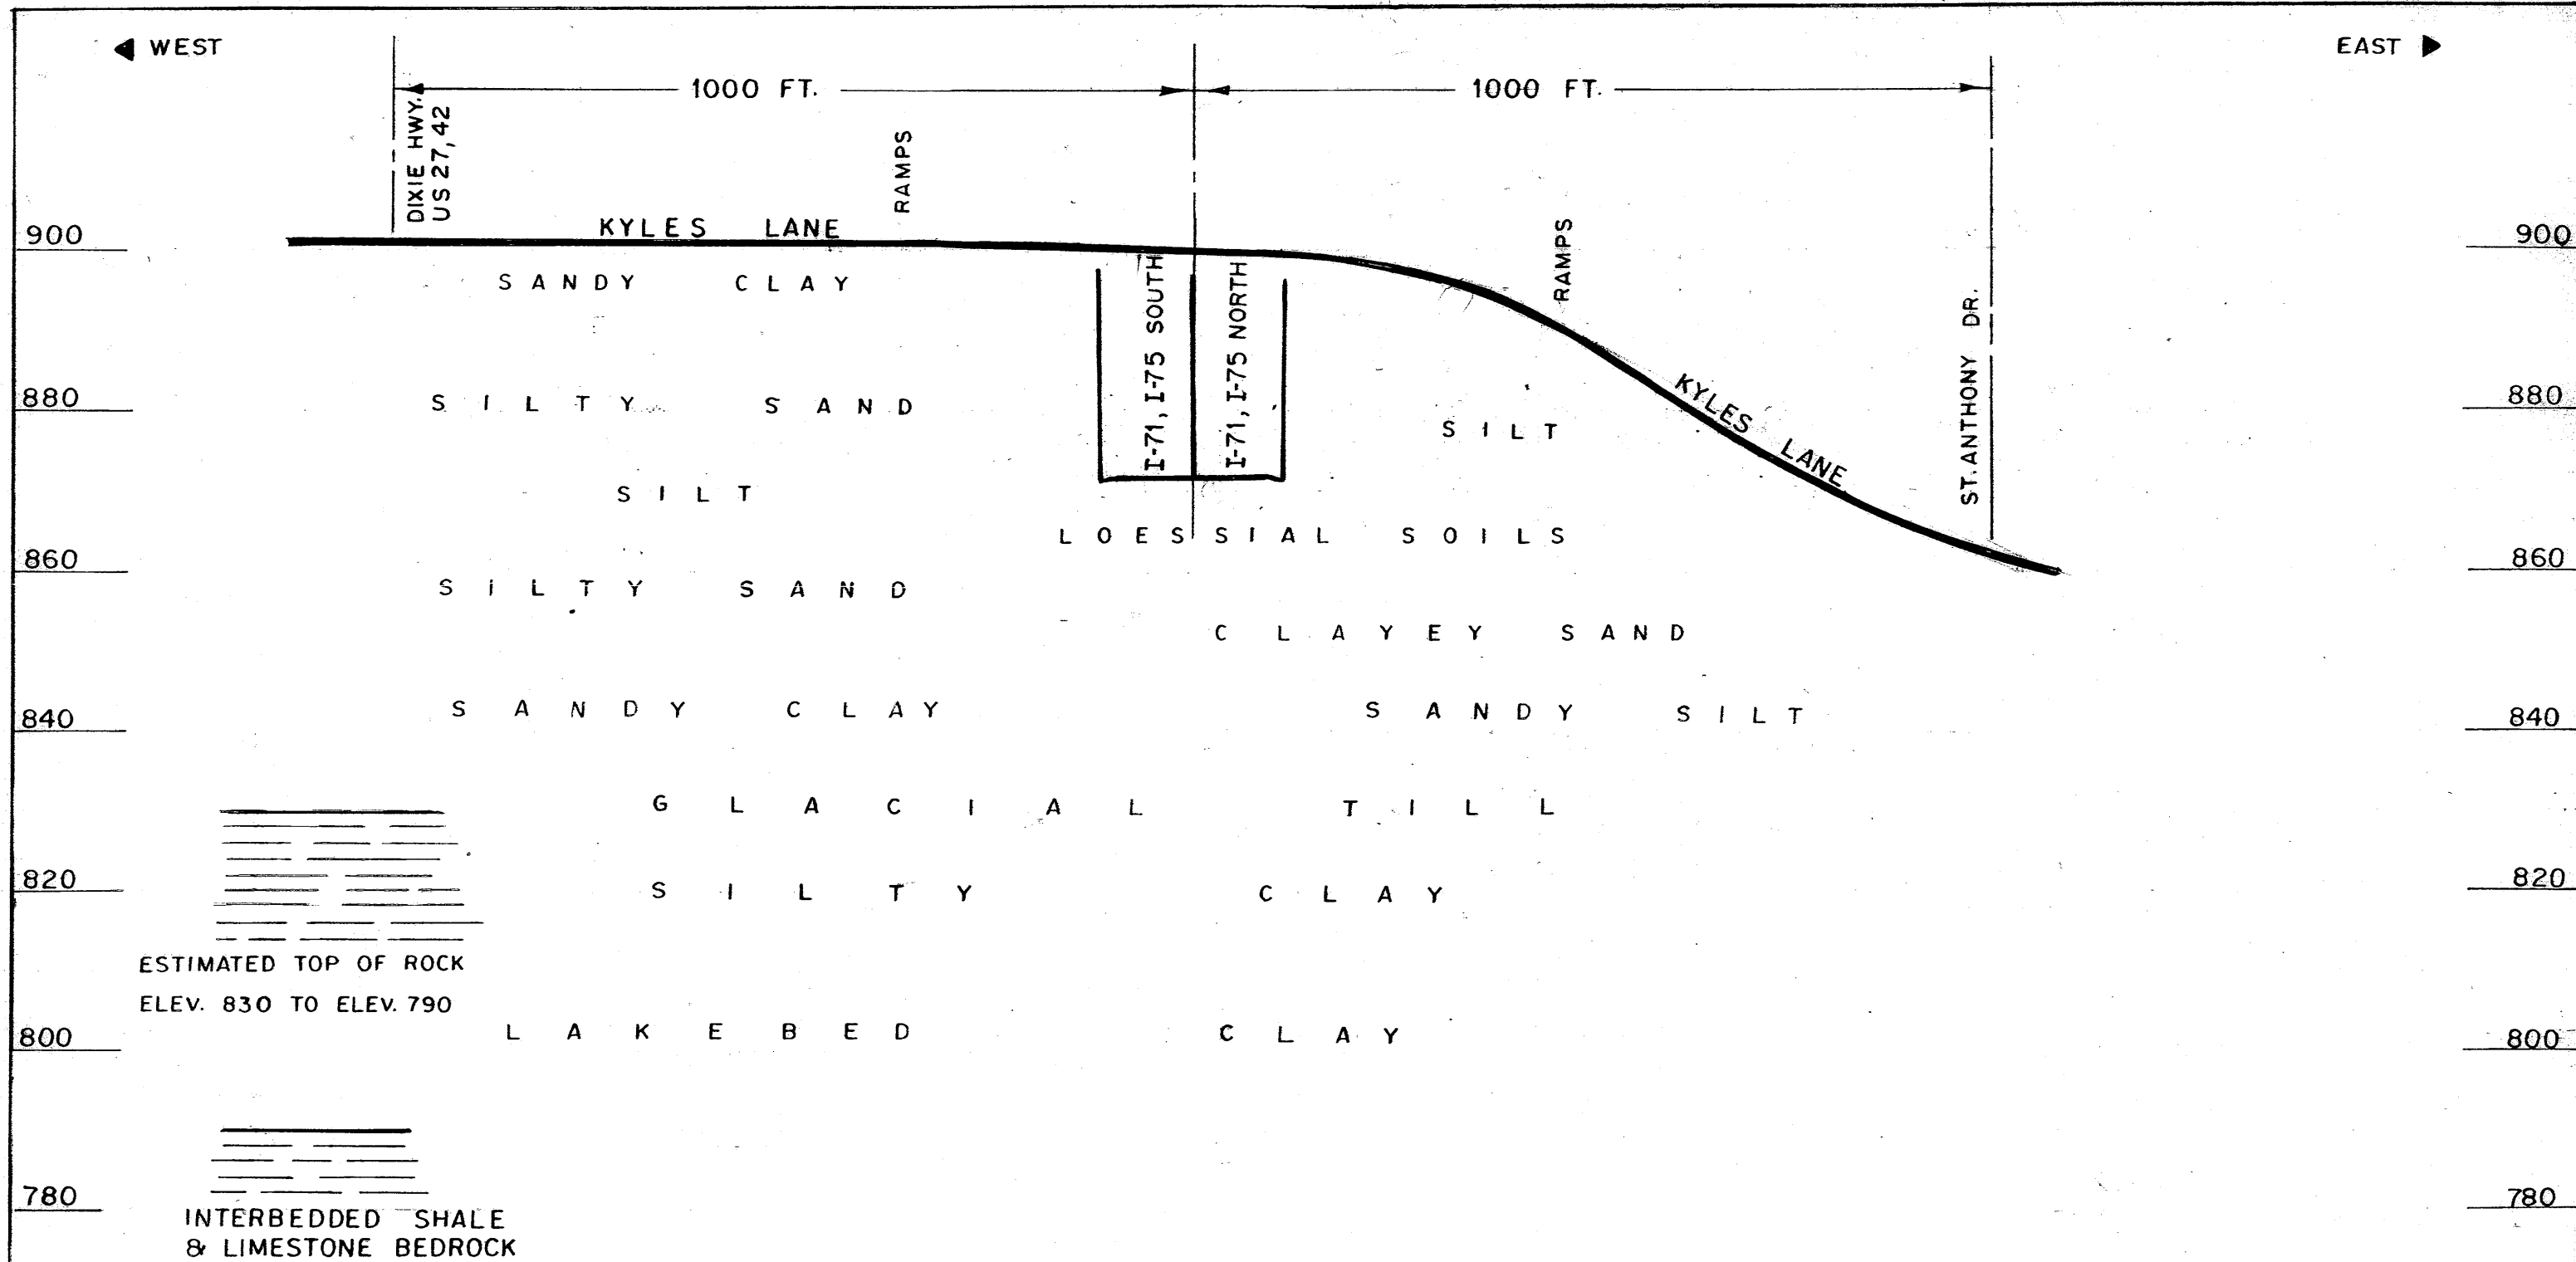 WEST
EAST
1000 FT.
1000 FT.
DIXIE HWY.
US 27, 42
RAMPS
KYLES LANE
RAMPS
ST. ANTHONY DR.
900
900
SANDY CLAY
I-71, I-75 SOUTH
I-71, I-75 NORTH
KYLES LANE
880
SILTY SAND
880
SILT
SILT
LOESSIAL SOILS
860
860
SILTY SAND
CLAYEY SAND
840
SANDY CLAY
SANDY SILT
840
GLACIAL TILL
820
SILTY CLAY
820
ESTIMATED TOP OF ROCK
ELEV. 830 TO ELEV. 790
800
LAKEBED CLAY
800
780
780
INTERBEDDED SHALE
& LIMESTONE BEDROCK